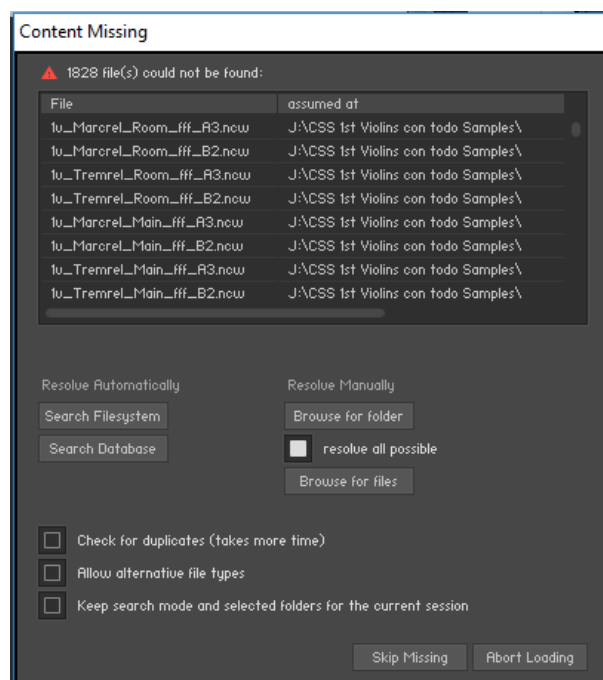 Content Missing
1828 file(s) could not be found:
File assumed at
1v_Marcrel_Room_fff_A3.ncw J:\CSS 1st Violins con todo Samples\
1v_Marcrel_Room_fff_B2.ncw J:\CSS 1st Violins con todo Samples\
1v_Tremrel_Room_fff_A3.ncw J:\CSS 1st Violins con todo Samples\
1v_Tremrel_Room_fff_B2.ncw J:\CSS 1st Violins con todo Samples\
1v_Marcrel_Main_fff_A3.ncw J:\CSS 1st Violins con todo Samples\
1v_Marcrel_Main_fff_B2.ncw J:\CSS 1st Violins con todo Samples\
1v_Tremrel_Main_fff_A3.ncw J:\CSS 1st Violins con todo Samples\
1v_Tremrel_Main_fff_B2.ncw J:\CSS 1st Violins con todo Samples\
Resolve Automatically Resolve Manually
Search Filesystem Browse for folder
Search Database resolve all possible
Browse for files
Check for duplicates (takes more time)
Allow alternative file types
Keep search mode and selected folders for the current session
Skip Missing Abort Loading